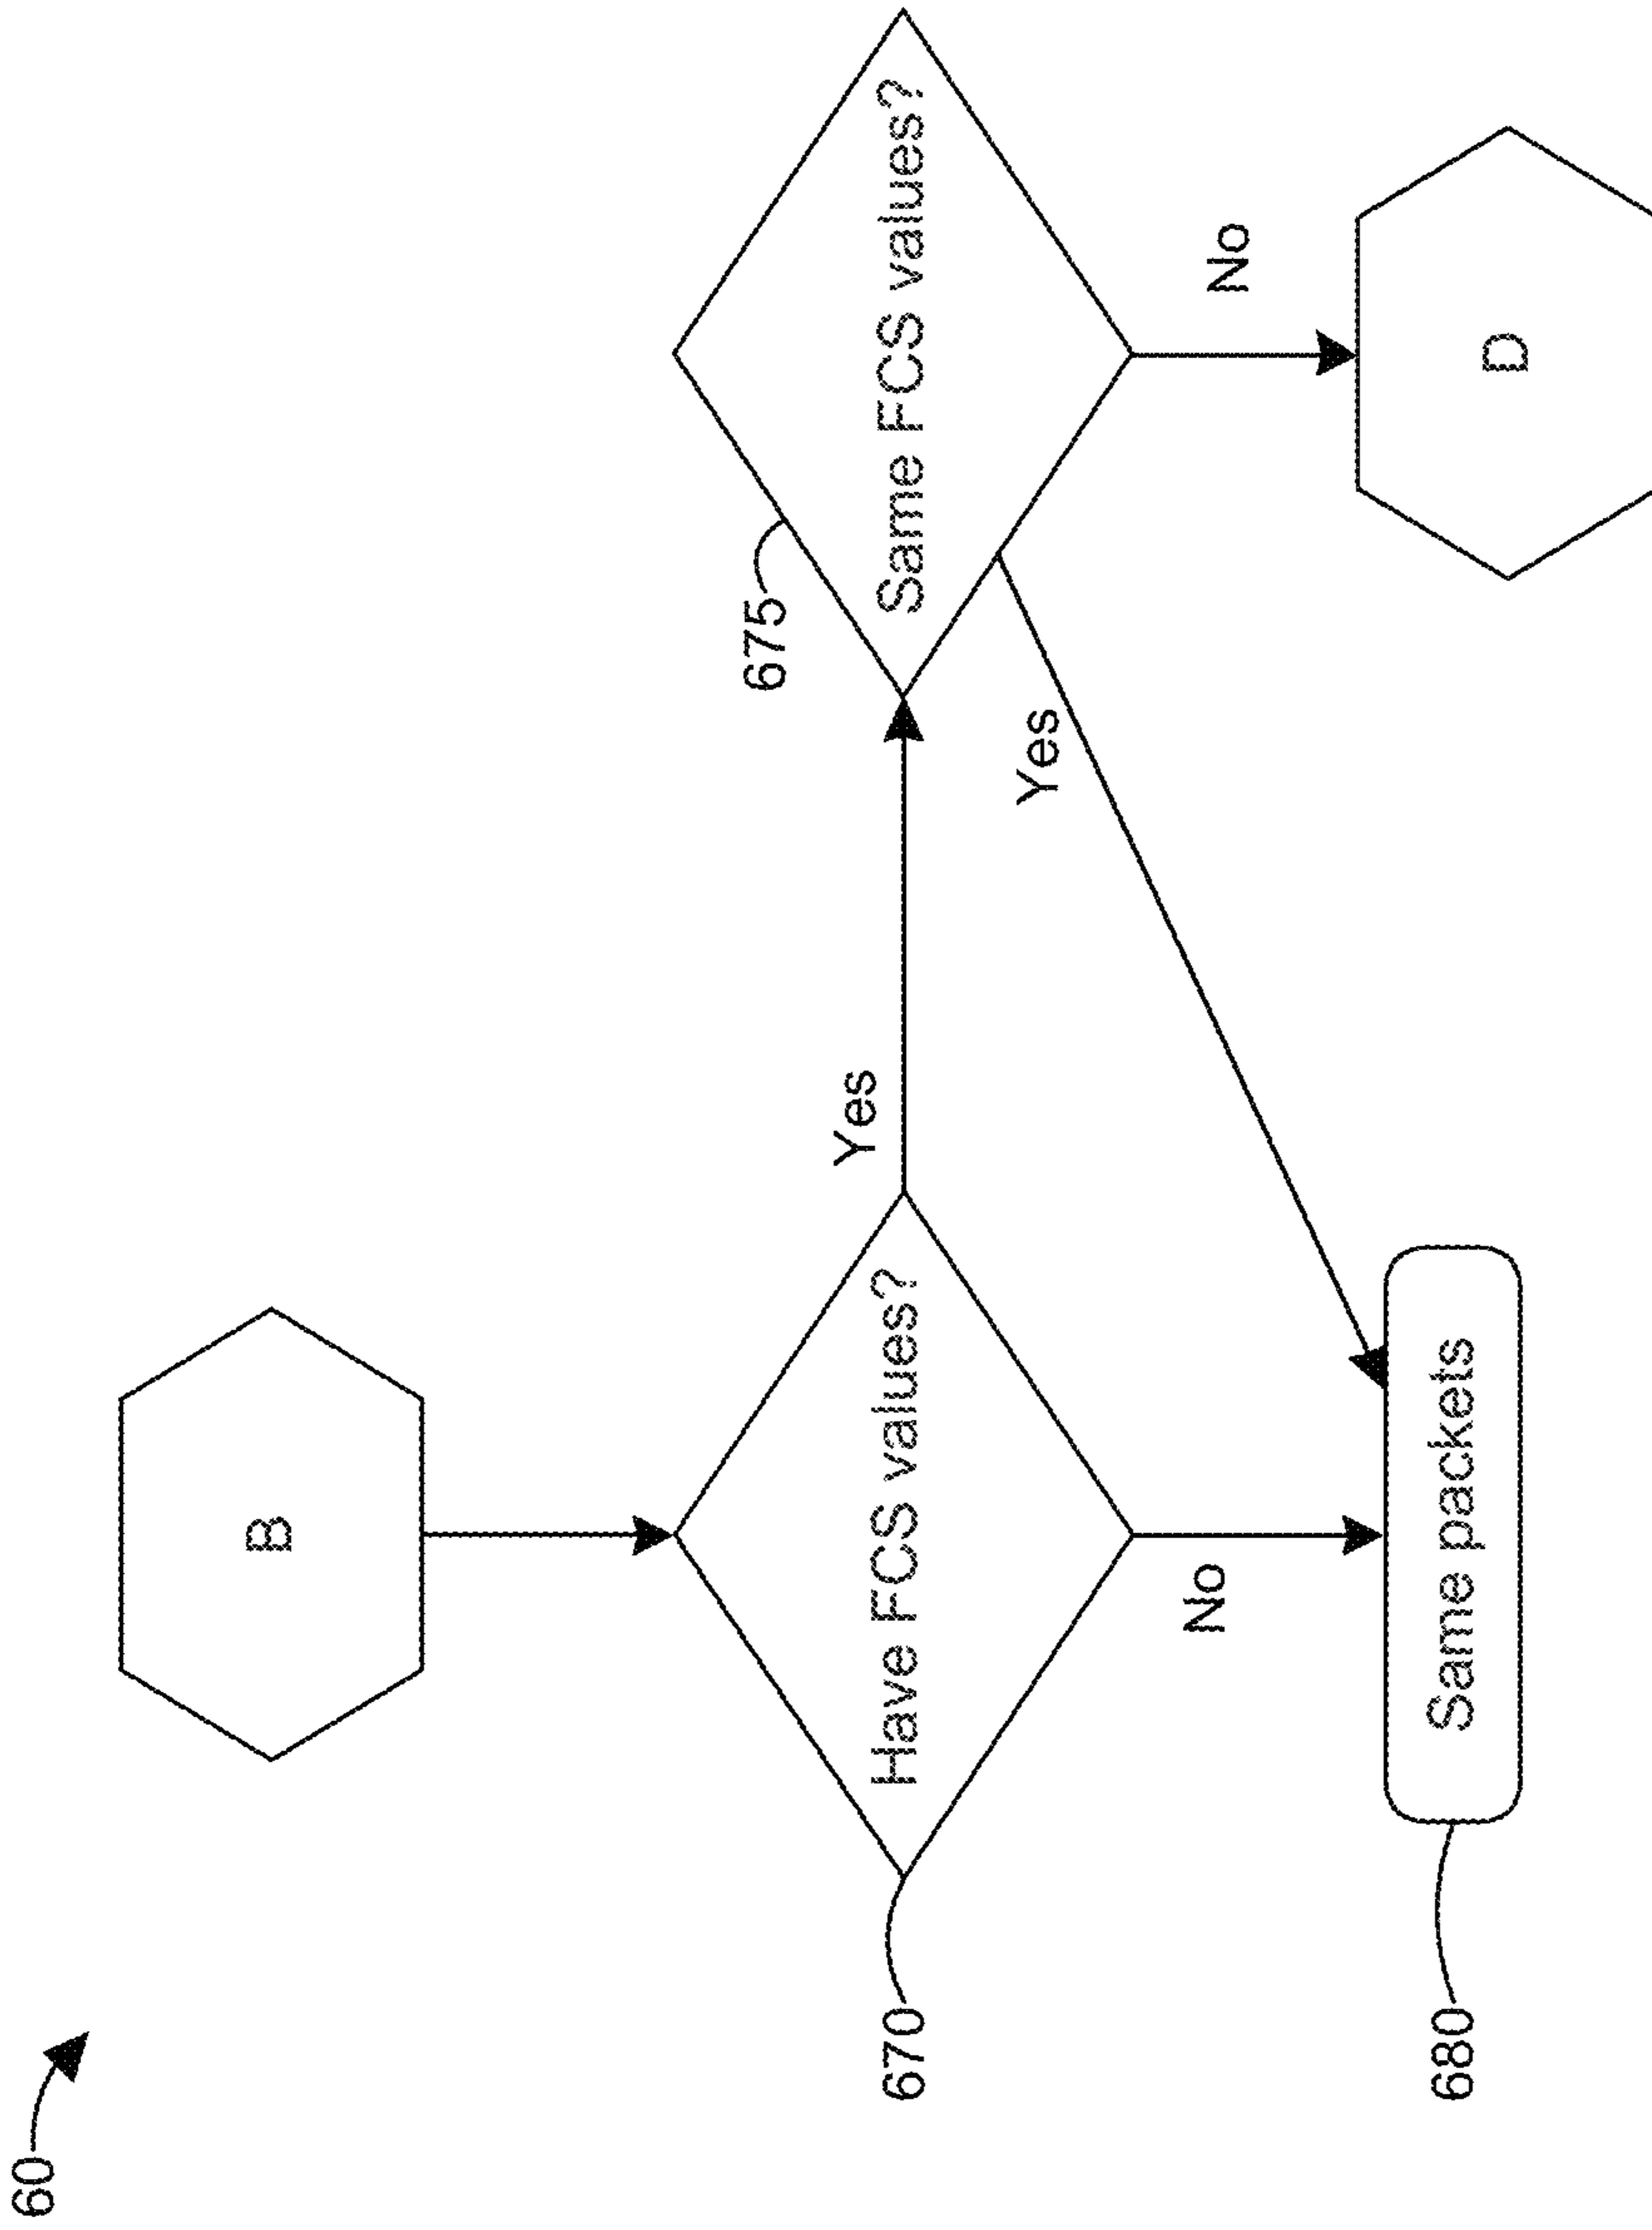 60
B
670
Have FCS values?
Yes
675
Same FCS values?
No
Yes
No
680
Same packets
D